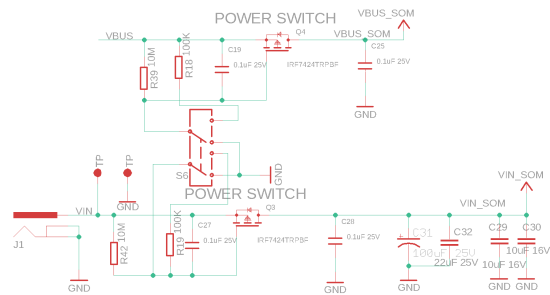 POWER SWITCH
VBUS_SOM
Q4
VBUS
VBUS_SOM
R39 10M
R18 100K
C19
0.1uF 25V
IRF7424TRPBF
C25
0.1uF 25V
GND
S6
GND
TP
TP
GND
POWER SWITCH
VIN_SOM
Q3
VIN
VIN_SOM
J1
R42 10M
R19 100K
C27
0.1uF 25V
IRF7424TRPBF
C28
0.1uF 25V
C31
100uF 25V
C32
22uF 25V
C29
10uF 16V
C30
10uF 16V
GND
GND
GND
GND
GND